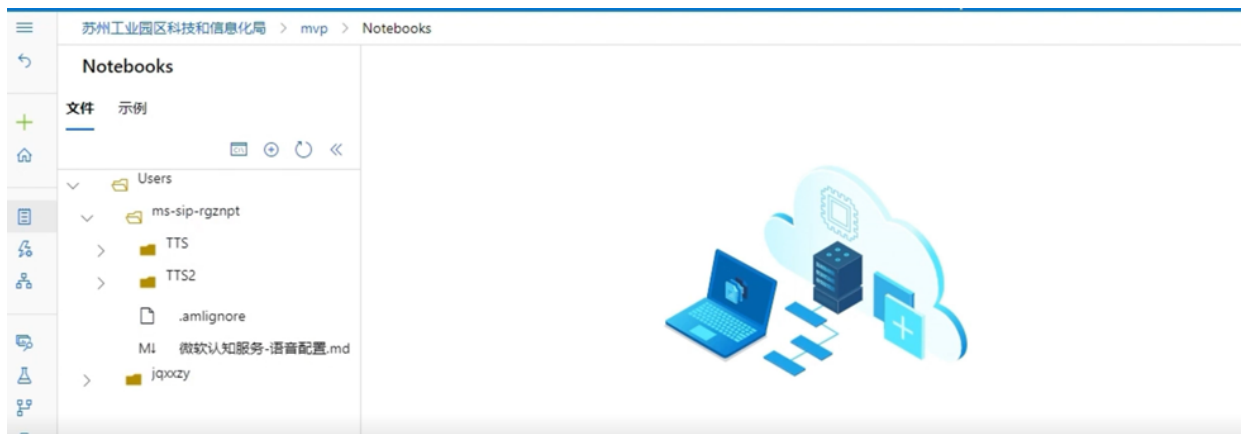 苏州工业园区科技和信息化局 > mvp > Notebooks
Notebooks
文件 示例
Users
ms-sip-rgznpt
TTS
TTS2
.amlignore
M↓ 微软认知服务-语音配置.md
jqxxzy